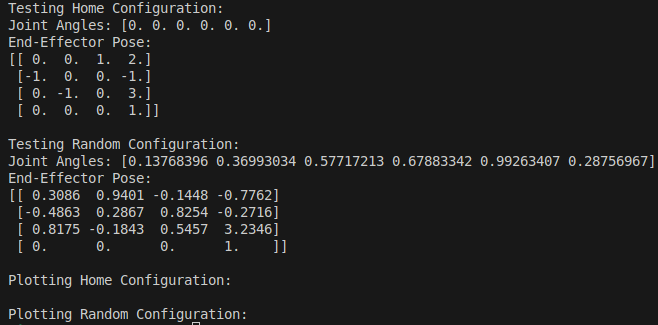 Testing Home Configuration:
Joint Angles: [0. 0. 0. 0. 0. 0.]
End-Effector Pose:
[[ 0.  0.  1.  2.]
 [-1.  0.  0. -1.]
 [ 0. -1.  0.  3.]
 [ 0.  0.  0.  1.]]
Testing Random Configuration:
Joint Angles: [0.13768396 0.36993034 0.57717213 0.67883342 0.99263407 0.28756967]
End-Effector Pose:
[[ 0.3086  0.9401 -0.1448 -0.7762]
 [-0.4863  0.2867  0.8254 -0.2716]
 [ 0.8175 -0.1843  0.5457  3.2346]
 [ 0.      0.      0.      1.    ]]
Plotting Home Configuration:
Plotting Random Configuration: